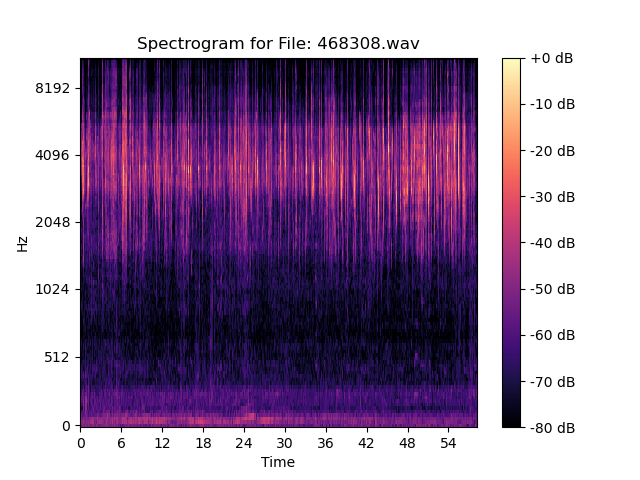 Spectrogram for File: 468308.wav
Hz
8192
4096
2048
1024
512
0
0 6 12 18 24 30 36 42 48 54
Time
+0 dB
-10 dB
-20 dB
-30 dB
-40 dB
-50 dB
-60 dB
-70 dB
-80 dB